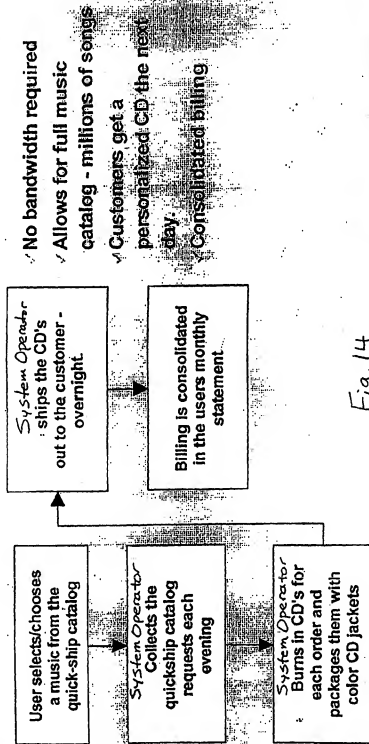 User selects/chooses
a music from the catalog
quick-ship catalog
System Operator
Collects the
quickship catalog
requests each
evening
System Operator
Burns in CD's for
each order and
packages them with
color CD jackets
System Operator
ships the CD's
out to the customer -
overnight.
Billing is consolidated
in the users monthly
statement
✓ No bandwidth required
✓ Allows for full music
catalog - millions of songs
✓ Customers get a
personalized CD the next
day.
✓ Consolidated billing
Fig. 14